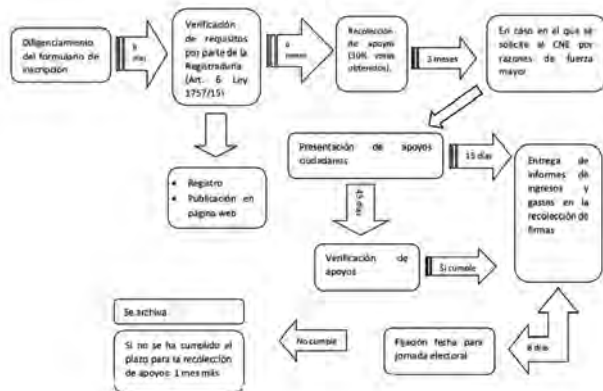 Diligenciamiento
del formulario de
inscripción
días
Verificación
de requisitos
por parte de la
Registraduría
(Art. 6 Ley
1757/15)
6
meses
Recolección
de apoyos
(30% votos
obtenidos).
3 meses
En caso en el que se
solicite al CNE por
razones de fuerza
mayor
Registro
Publicación en
página web
Presentación de apoyos
ciudadanos
15 días
Entrega de
informes de
ingresos y
gastos en la
recolección de
firmas
45 días
Verificación de
apoyos
Si cumple
Se archiva
Si no se ha cumplido el
plazo para la recolección
de apoyos: 1 mes más
No cumple
Fijación fecha para
jornada electoral
8 días